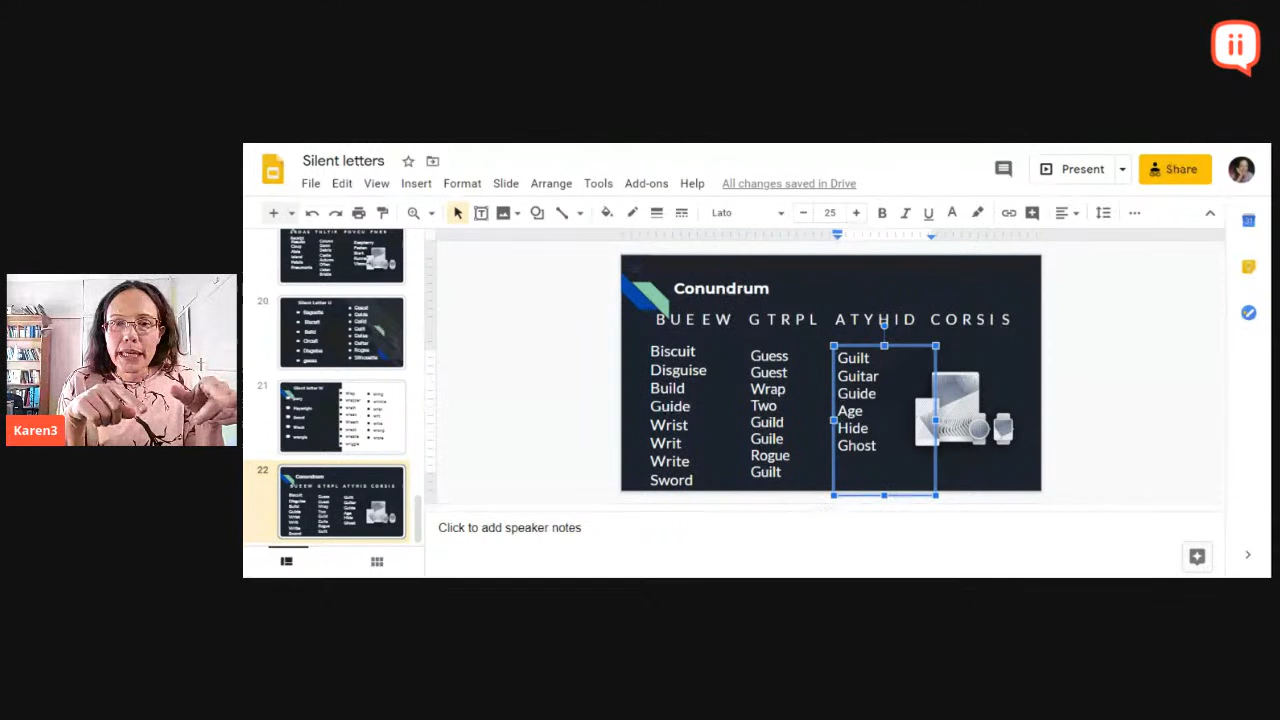 Silent letters
File Edit View Insert Format Slide Arrange Tools Add-ons Help All changes saved in Drive
Present
Share
Lato
25
20
21
22
Karen3
Conundrum
BUEEW GTRPL ATYHID CORSIS
Biscuit
Disguise
Build
Guide
Wrist
Writ
Write
Sword
Guess
Guest
Wrap
Two
Guild
Guile
Rogue
Guilt
Guilt
Guitar
Guide
Age
Hide
Ghost
Click to add speaker notes